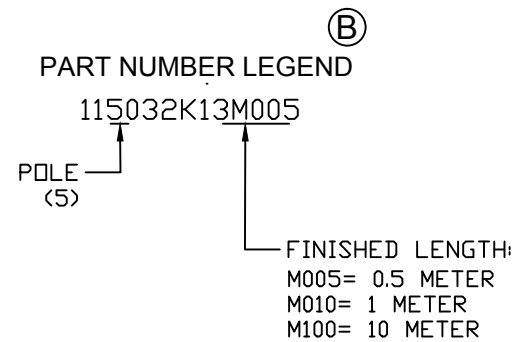 B
PART NUMBER LEGEND
115032K13M005
POLE
(5)
FINISHED LENGTH:
M005= 0.5 METER
M010= 1 METER
M100= 10 METER